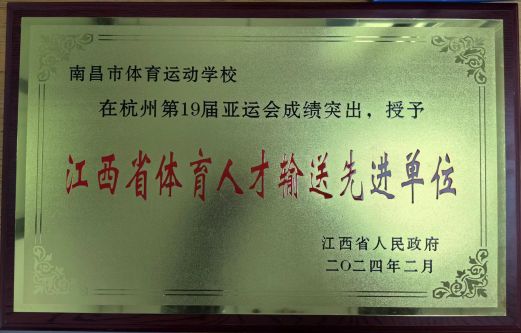 南昌市体育运动学校
在杭州第19届亚运会成绩突出，授予
江西省体育人才输送先进单位
江西省人民政府
二〇二四年二月